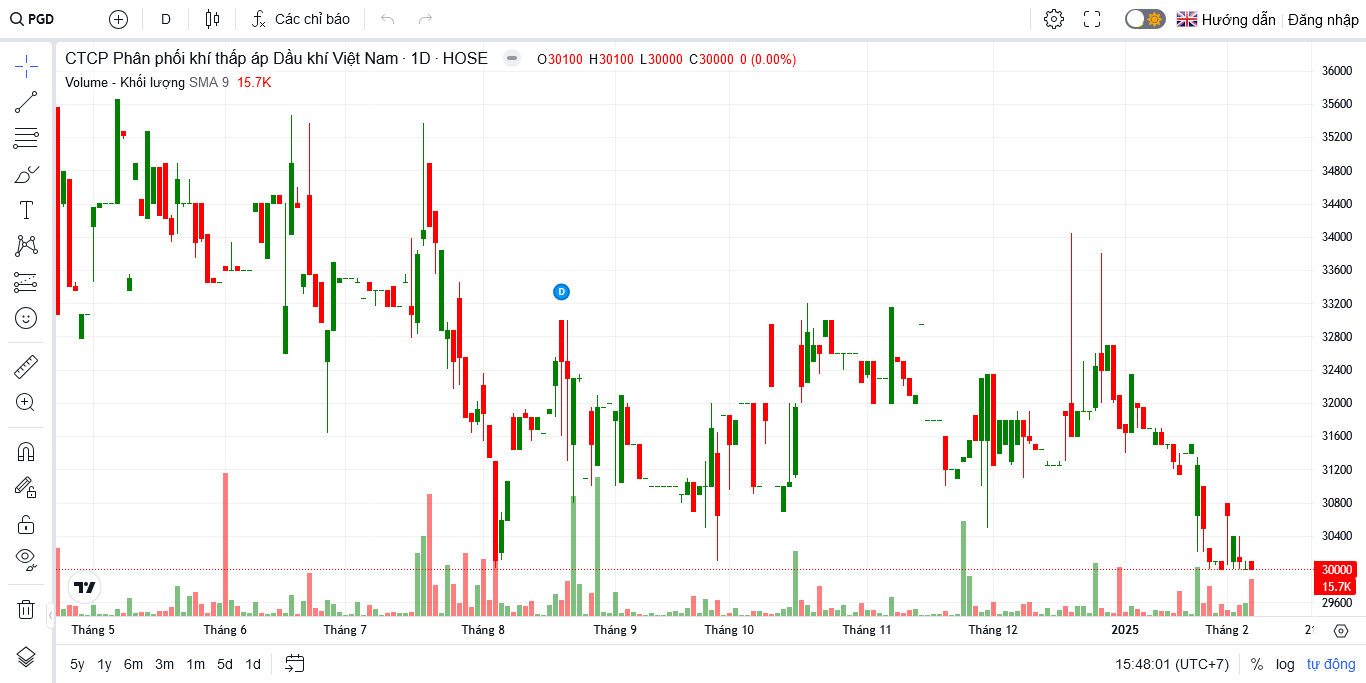 PGD D Các chỉ báo Hướng dẫn Đăng nhập
CTCP Phân phối khí thấp áp Dầu khí Việt Nam · 1D · HOSE O30100 H30100 L30000 C30000 0 (0.00%)
Volume - Khối lượng SMA 9 15.7K
36000
35600
35200
34800
34400
34000
33600
33200
32800
32400
32000
31600
31200
30800
30400
30000
15.7K
29600
D
Tháng 5 Tháng 6 Tháng 7 Tháng 8 Tháng 9 Tháng 10 Tháng 11 Tháng 12 2025 Tháng 2
5y 1y 6m 3m 1m 5d 1d 15:48:01 (UTC+7) % log tự động